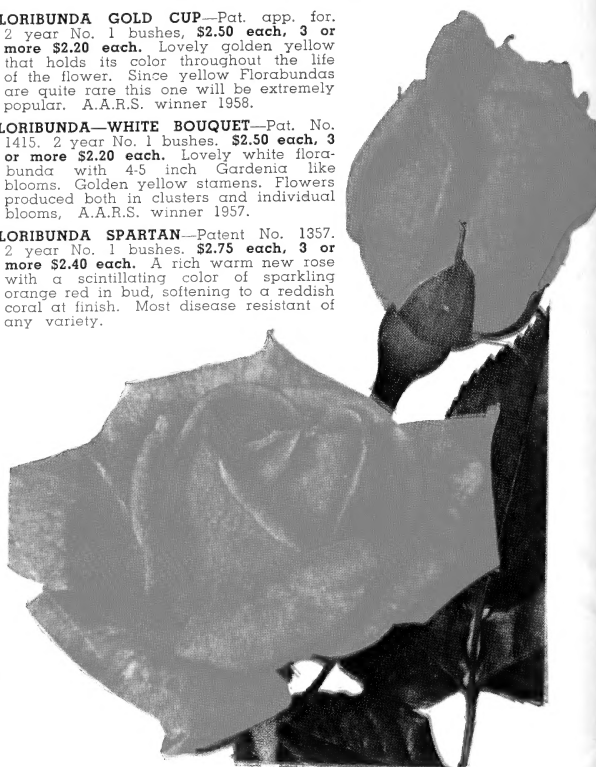 LORIBUNDA GOLD CUP—Pat. app. for.
2 year No. 1 bushes, $2.50 each, 3 or
more $2.20 each. Lovely golden yellow
that holds its color throughout the life
of the flower. Since yellow Florabundas
are quite rare this one will be extremely
popular. A.A.R.S. winner 1958.
LORIBUNDA—WHITE BOUQUET—Pat. No.
1415. 2 year No. 1 bushes. $2.50 each, 3
or more $2.20 each. Lovely white flora-
bunda with 4-5 inch Gardenia like
blooms. Golden yellow stamens. Flowers
produced both in clusters and individual
blooms, A.A.R.S. winner 1957.
LORIBUNDA SPARTAN—Patent No. 1357.
2 year No. 1 bushes. $2.75 each, 3 or
more $2.40 each. A rich warm new rose
with a scintillating color of sparkling
orange red in bud, softening to a reddish
coral at finish. Most disease resistant of
any variety.